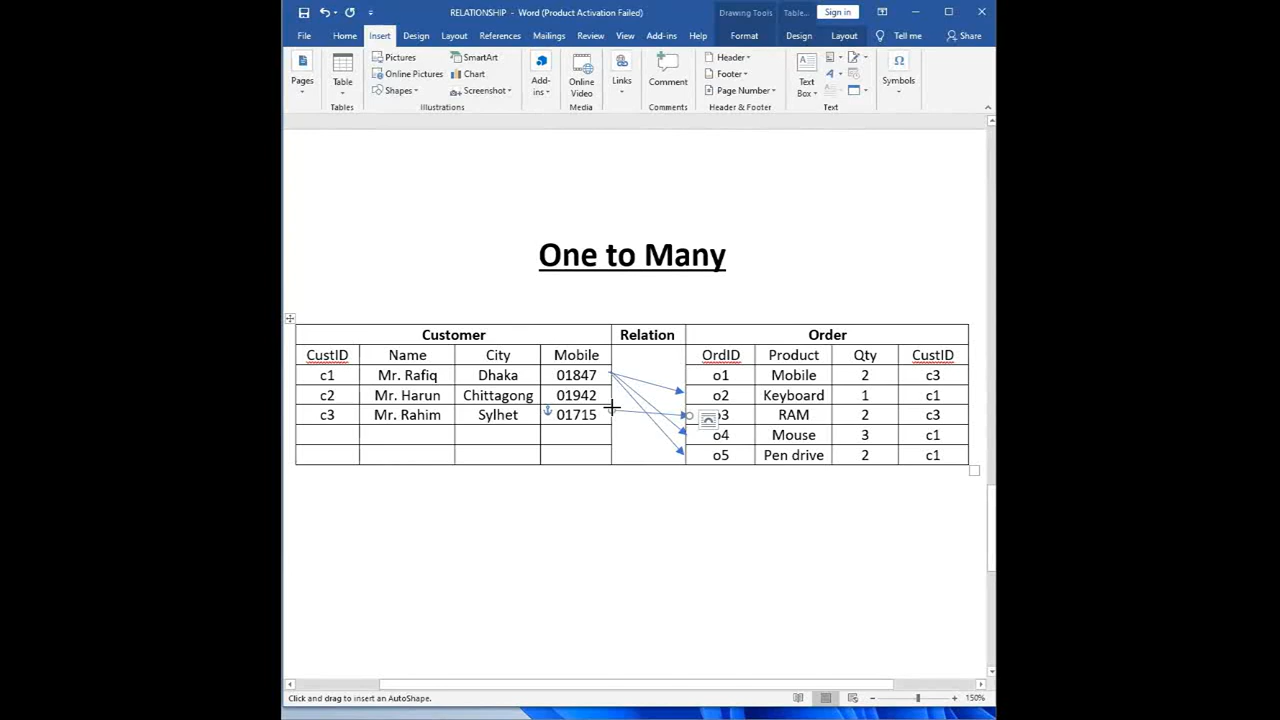 RELATIONSHIP - Word (Product Activation Failed)
Drawing Tools
Table...
Sign in
File Home Insert Design Layout References Mailings Review View Add-ins Help Format Design Layout Tell me Share
Pages
Table
Pictures
Online Pictures
Shapes
SmartArt
Chart
Screenshot
Add-
ins
Online
Video
Links
Comment
Header
Footer
Page Number
Text
Box
Symbols
Tables Illustrations Media Comments Header & Footer Text
One to Many
Customer Relation Order
CustID Name City Mobile OrdID Product Qty CustID
c1 Mr. Rafiq Dhaka 01847 o1 Mobile 2 c3
c2 Mr. Harun Chittagong 01942 o2 Keyboard 1 c1
c3 Mr. Rahim Sylhet 01715 RAM 2 c3
o4 Mouse 3 c1
o5 Pen drive 2 c1
Click and drag to insert an AutoShape.
150%